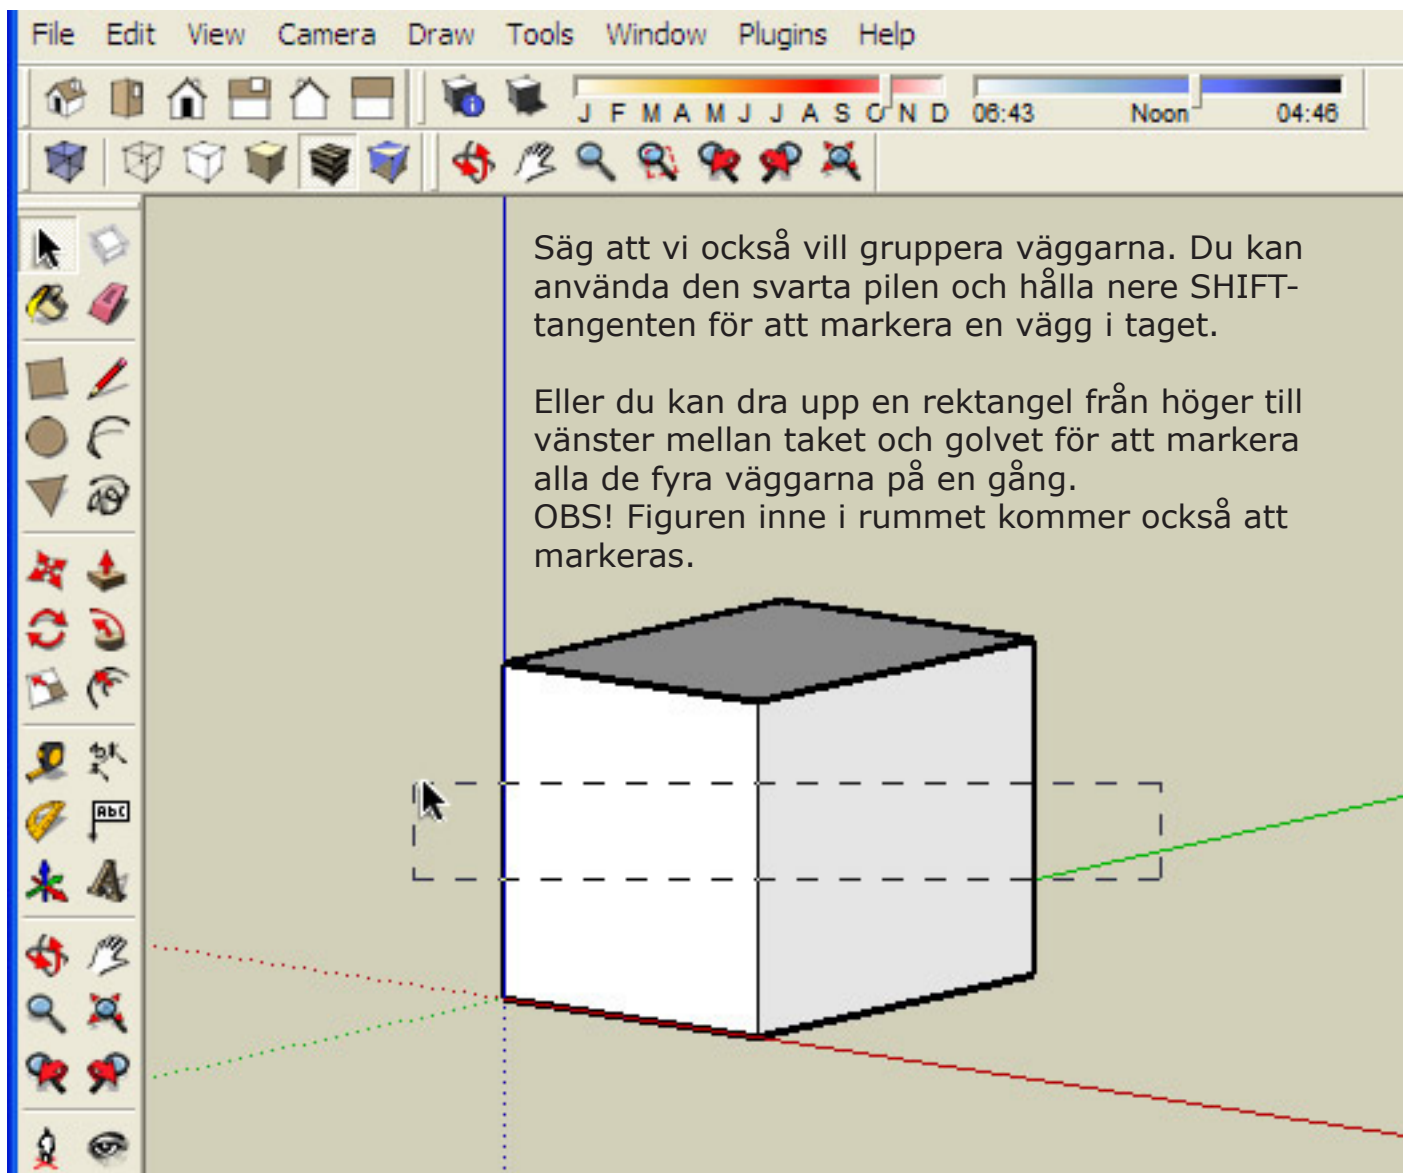 File Edit View Camera Draw Tools Window Plugins Help
J F M A M J J A S O N D 06:43 Noon 04:46
Säg att vi också vill gruppera väggarna. Du kan
använda den svarta pilen och hålla nere SHIFT-
tangenten för att markera en vägg i taget.
Eller du kan dra upp en rektangel från höger till
vänster mellan taket och golvet för att markera
alla de fyra väggarna på en gång.
OBS! Figuren inne i rummet kommer också att
markeras.
Abc